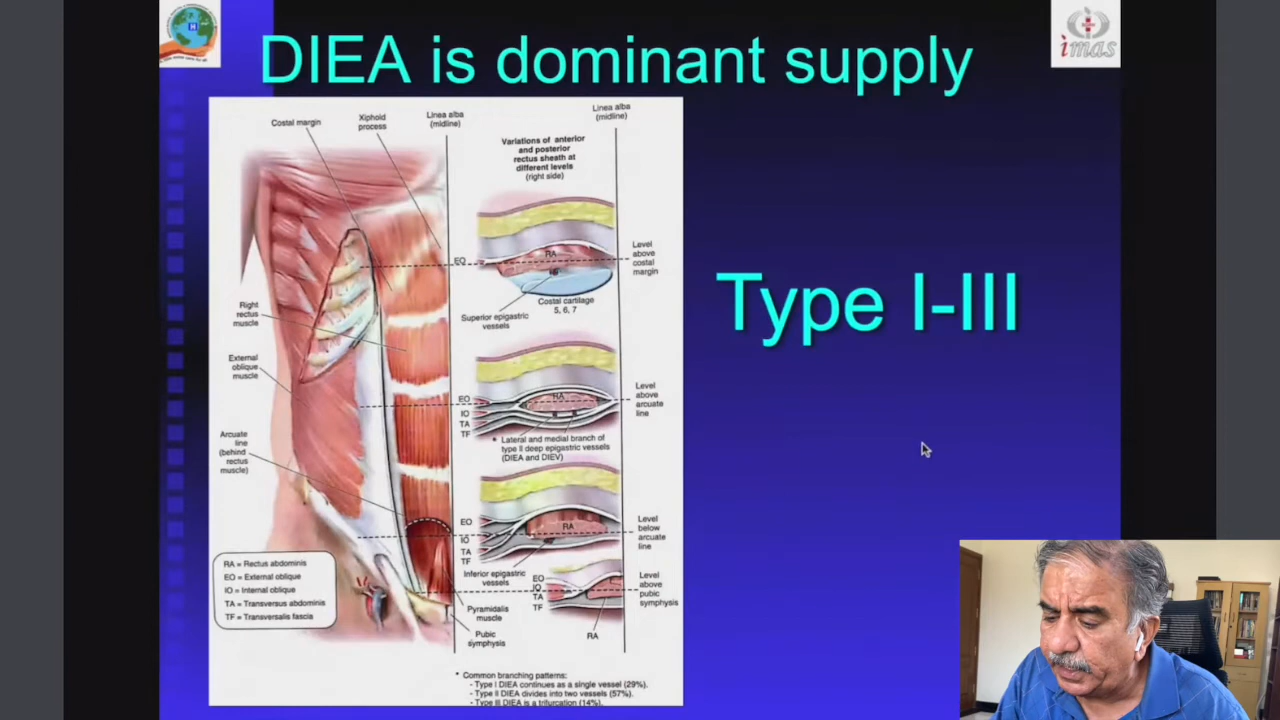 DIEA is dominant supply
imas
Costal margin
Xiphoid
process
Linea alba
(midline)
Linea alba
(midline)
Variations of anterior
and posterior
rectus sheath at
different levels
(right side)
EO
RA
Level
above
costal
margin
Costal cartilage
5, 6, 7
Superior epigastric
vessels
Right
rectus
muscle
External
oblique
muscle
Type I-III
EO
IO
TA
TF
RA
Level
above
arcuate
line
* Lateral and medial branch of
type II deep epigastric vessels
(DIEA and DIEV)
Arcuate
line
(behind
rectus
muscle)
EO
IO
TA
TF
RA
Level
below
arcuate
line
Inferior epigastric
vessels
EO
IO
TA
TF
RA
Level
above
pubic
symphysis
Pyramidalis
muscle
Pubic
symphysis
RA = Rectus abdominis
EO = External oblique
IO = Internal oblique
TA = Transversus abdominis
TF = Transversalis fascia
* Common branching patterns:
- Type I DIEA continues as a single vessel (29%).
- Type II DIEA divides into two vessels (57%).
- Type III DIEA is a trifurcation (14%).